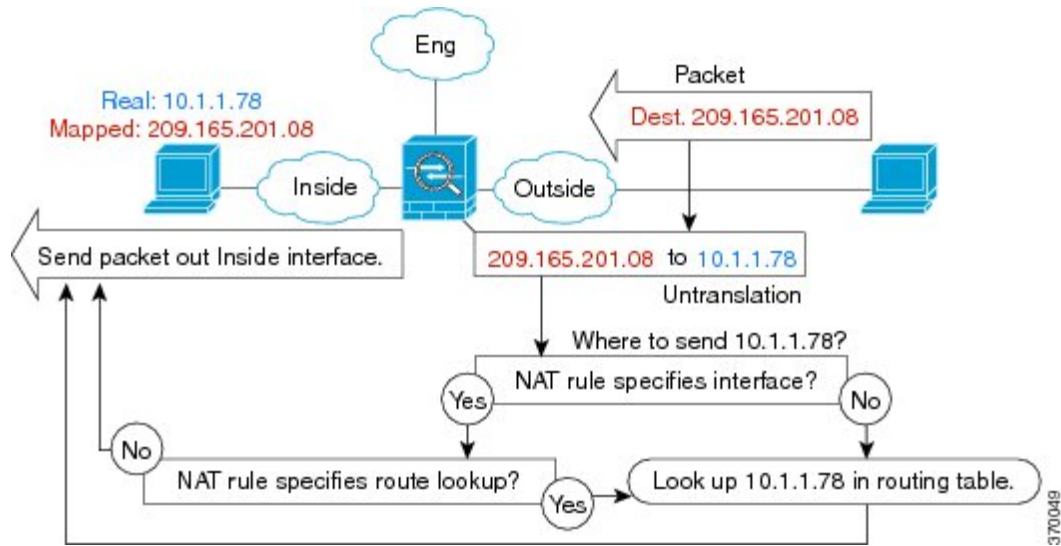 Eng
Packet
Real: 10.1.1.78
Mapped: 209.165.201.08
Dest. 209.165.201.08
Inside
Outside
Send packet out Inside interface.
209.165.201.08 to 10.1.1.78
Untranslation
Where to send 10.1.1.78?
NAT rule specifies interface?
Yes
No
No
NAT rule specifies route lookup?
Yes
Look up 10.1.1.78 in routing table.
370049